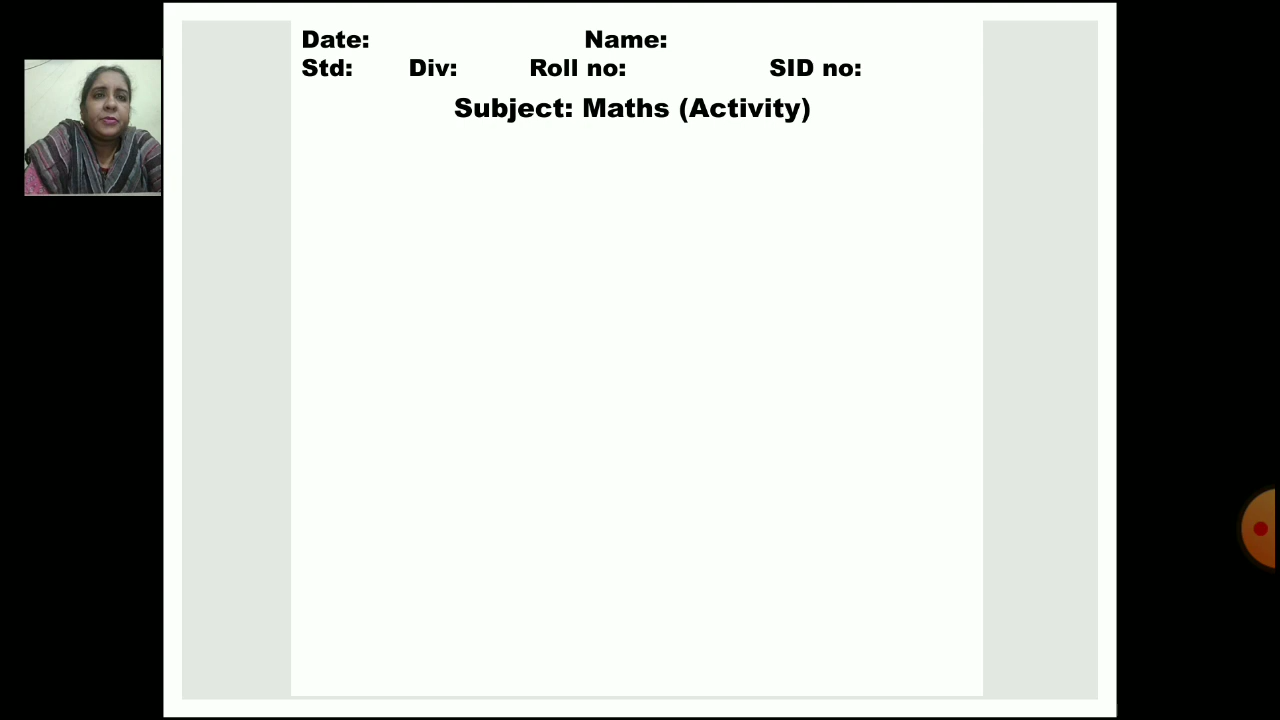 Date: Name:
Std: Div: Roll no: SID no:
Subject: Maths (Activity)